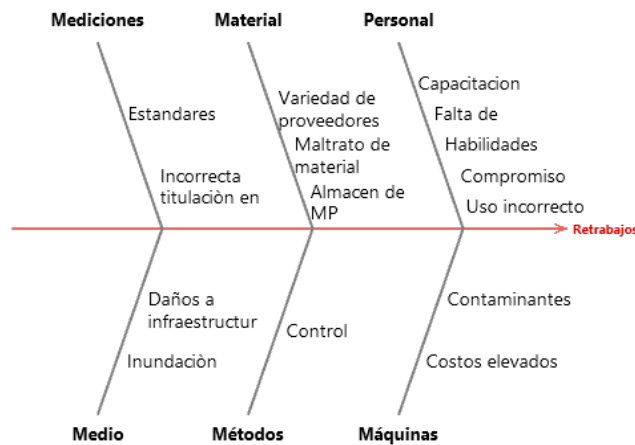 Mediciones
Material
Personal
Estandares
Incorrecta
titulaciòn en
Variedad de
proveedores
Maltrato de
material
Almacen de
MP
Capacitacion
Falta de
Habilidades
Compromiso
Uso incorrecto
Retrabajos
Daños a
infraestructur
Inundaciòn
Control
Contaminantes
Costos elevados
Medio
Métodos
Máquinas